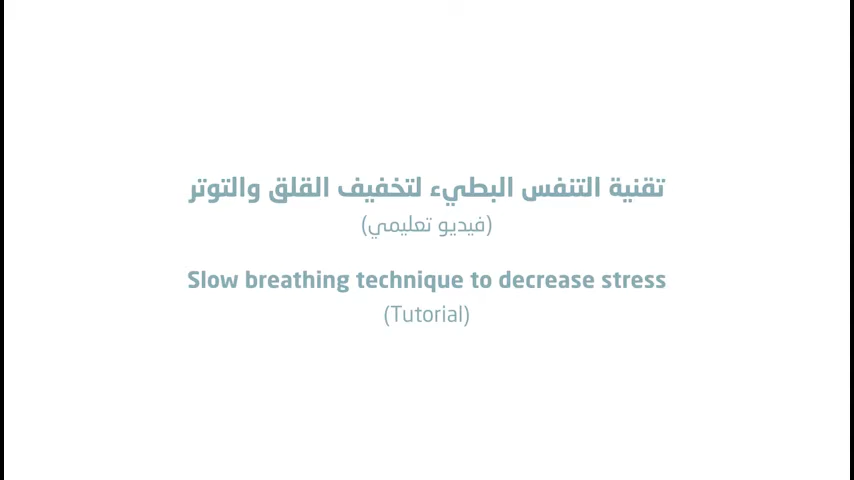 تقنية التنفس البطيء لتخفيف القلق والتوتر
(فيديو تعليمي)
Slow breathing technique to decrease stress
(Tutorial)